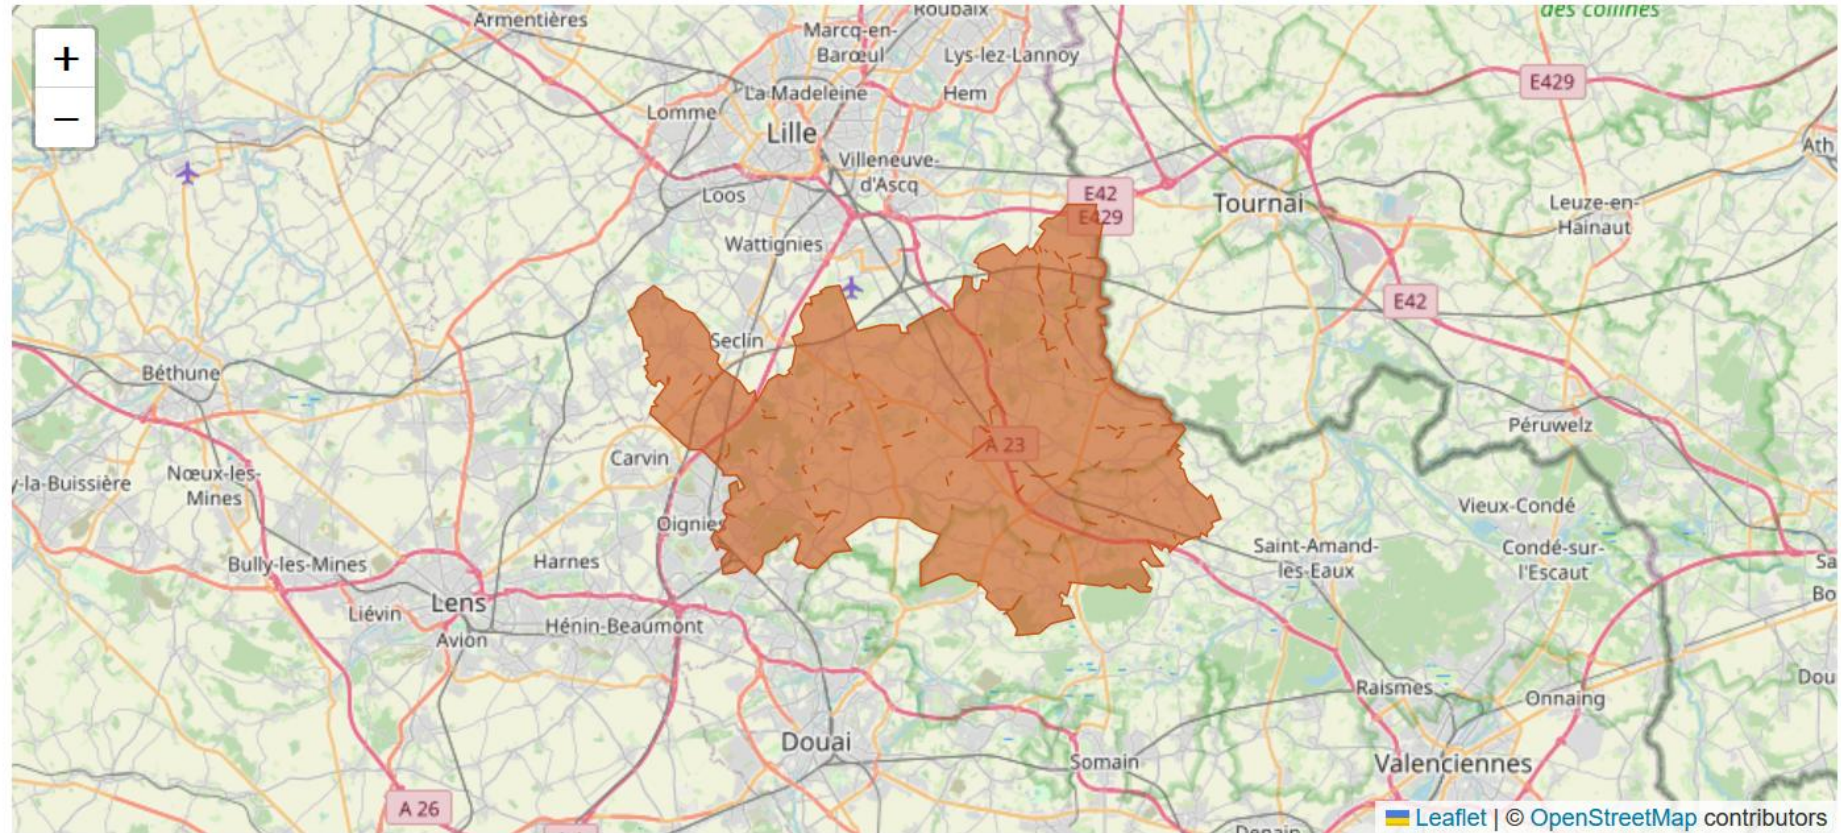 +
−
Armentières
Roubaix
des collines
Marcq-en-
Barœul
Lys-lez-Lannoy
E429
La Madeleine
Hem
Lomme
Lille
Ath
Villeneuve-
d'Ascq
E42
E429
Loos
Tournai
Leuze-en-
Hainaut
Wattignies
E42
Seclin
Béthune
Péruwelz
A 23
Carvin
Nœux-les-
Mines
y-la-Buissière
Vieux-Condé
Oignies
Saint-Amand-
les-Eaux
Condé-sur-
l'Escaut
Bully-les-Mines
Harnes
Sa
Bo
Lens
Liévin
Hénin-Beaumont
Avion
Dou
Raismes
Onnaing
Douai
Somain
Valenciennes
A 26
Leaflet | © OpenStreetMap contributors